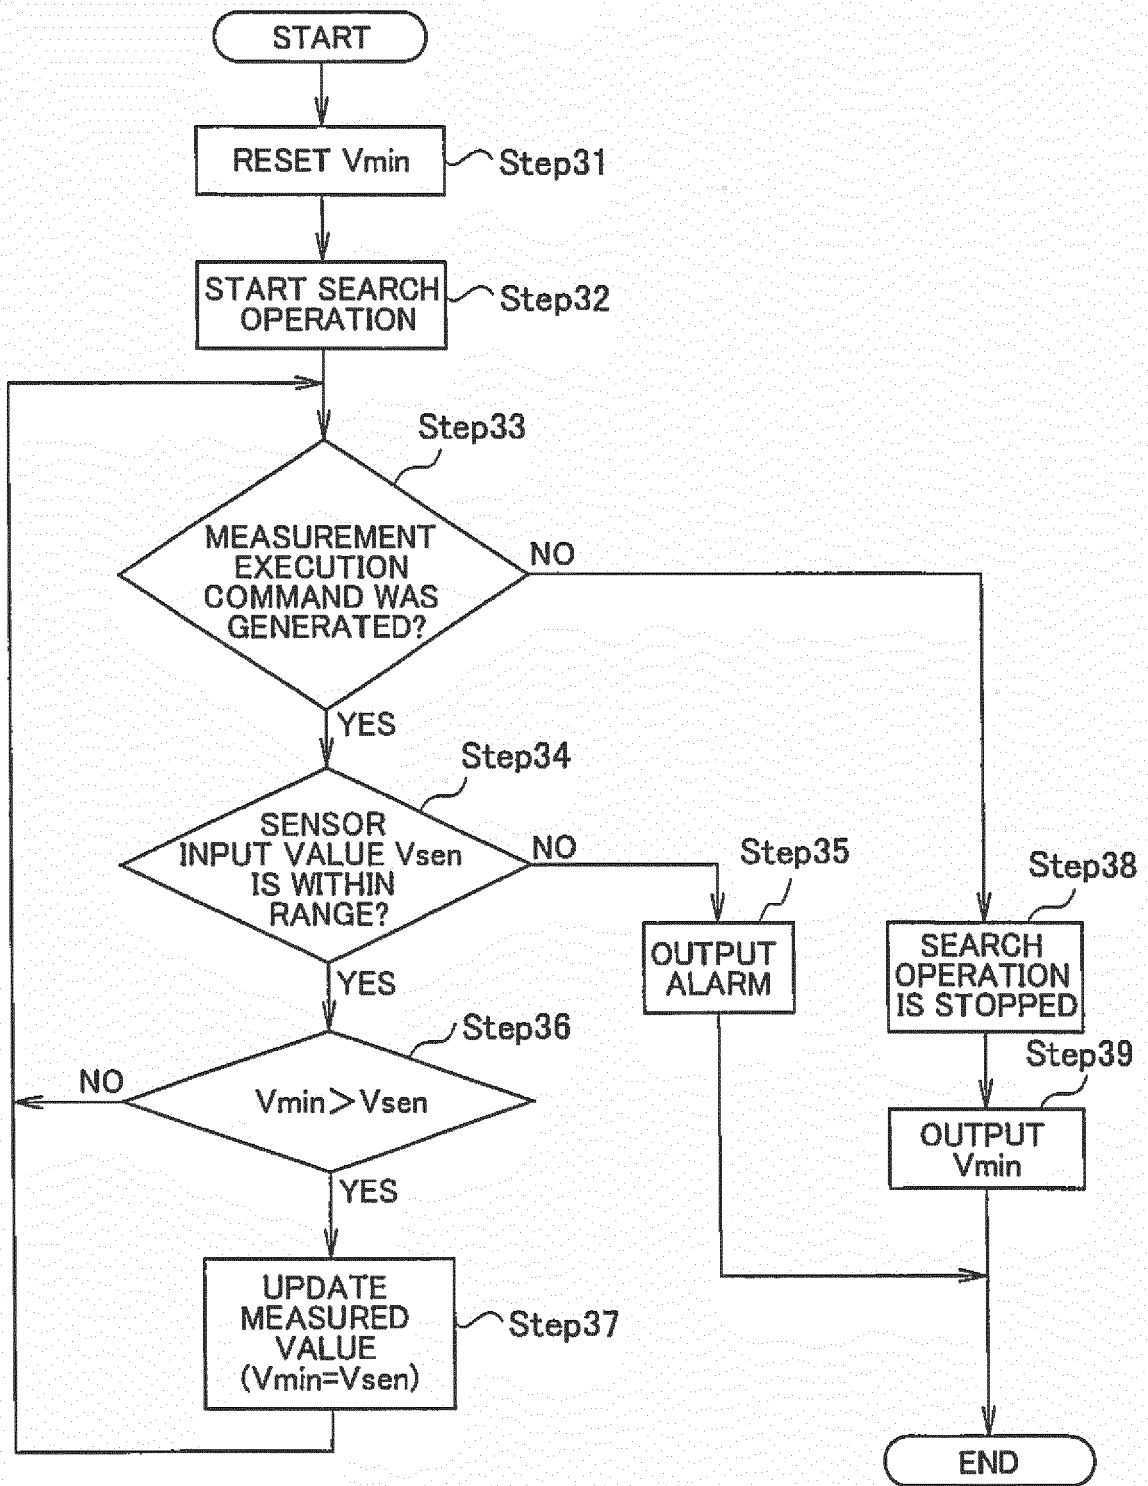 START
RESET Vmin
Step31
START SEARCH
OPERATION
Step32
Step33
MEASUREMENT
EXECUTION
COMMAND WAS
GENERATED?
NO
YES
Step34
SENSOR
INPUT VALUE Vsen
IS WITHIN
RANGE?
NO
YES
Step35
OUTPUT
ALARM
Step38
SEARCH
OPERATION
IS STOPPED
Step36
Vmin>Vsen
NO
YES
Step39
OUTPUT
Vmin
UPDATE
MEASURED
VALUE
(Vmin=Vsen)
Step37
END